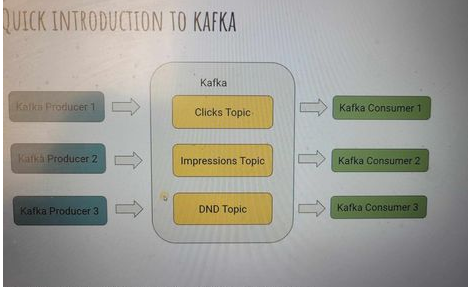 QUICK INTRODUCTION TO KAFKA
Kafka
Kafka Producer 1
Clicks Topic
Kafka Consumer 1
Kafka Producer 2
Impressions Topic
Kafka Consumer 2
Kafka Producer 3
DND Topic
Kafka Consumer 3